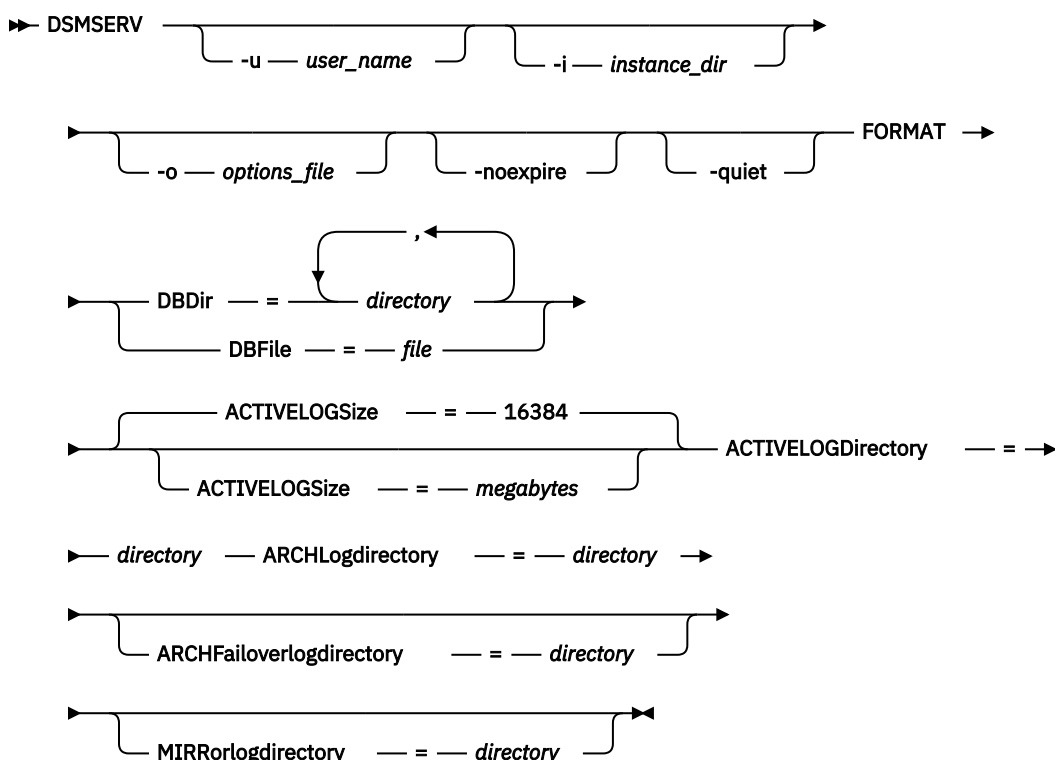 DSMSERV
-u user_name -i instance_dir
FORMAT
-o options_file -noexpire -quiet
,
DBDir = directory
DBFile = file
ACTIVELOGSize = 16384
ACTIVELOGDirectory =
ACTIVELOGSize = megabytes
directory ARCHLogdirectory = directory
ARCHFailoverlogdirectory = directory
MIRRorlogdirectory = directory